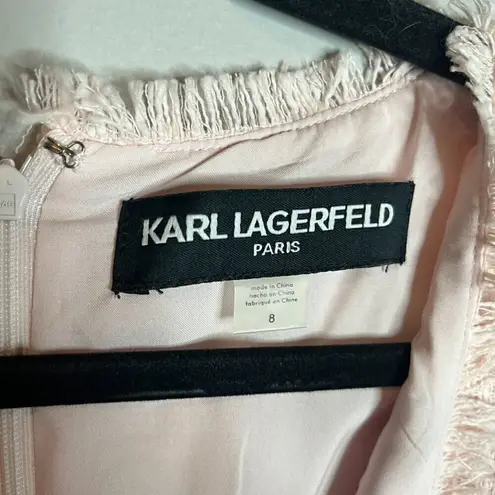 KARL LAGERFELD
PARIS
made in China
hecho en China
fabriqué en Chine
8